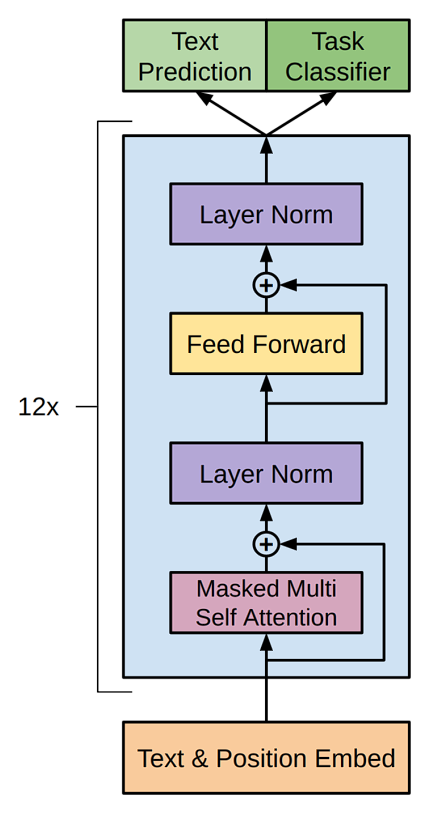 Text
Prediction
Task
Classifier
Layer Norm
+
Feed Forward
12x
Layer Norm
+
Masked Multi
Self Attention
Text & Position Embed